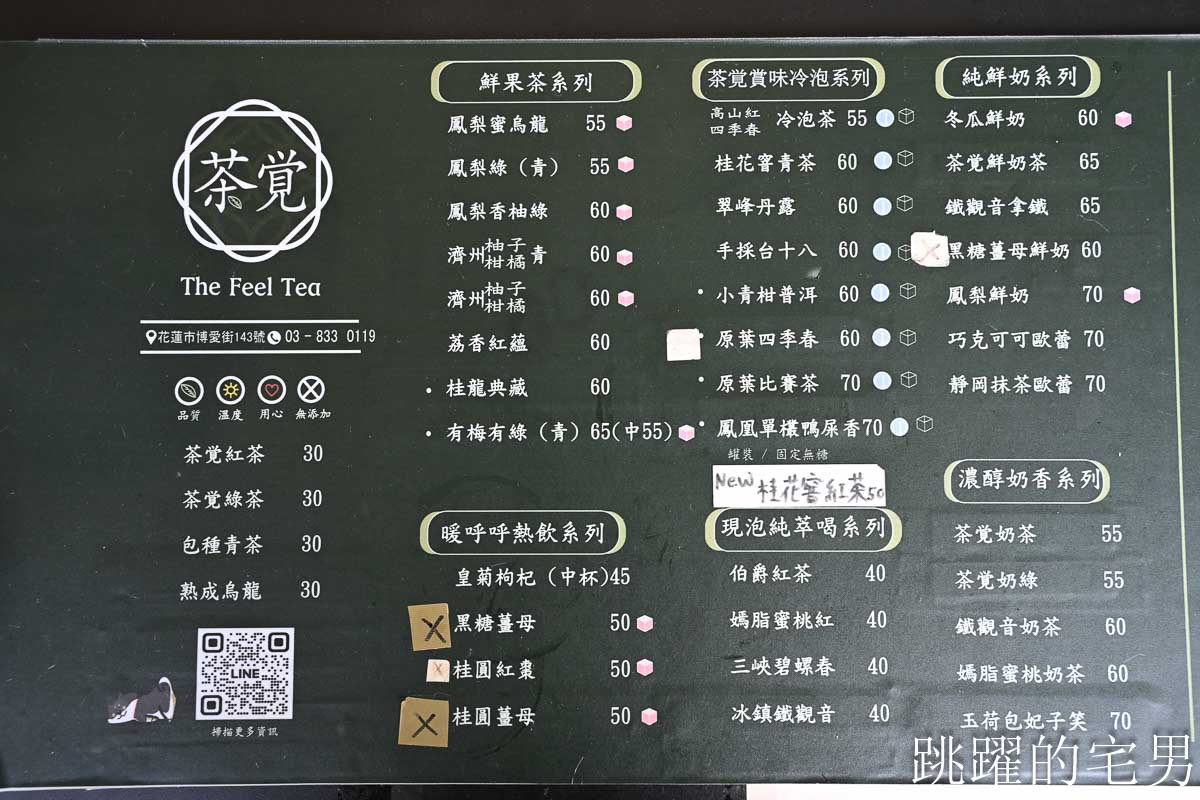 茶覚
The Feel Tea
花蓮市博愛街143號 03-833 0119
品質 溫度 用心 無添加
茶覚紅茶 30
茶覚綠茶 30
包種青茶 30
熟成烏龍 30
LINE
掃描更多資訊
鮮果茶系列
鳳梨蜜烏龍 55
鳳梨綠（青） 55
鳳梨香柚綠 60
濟州柚子柑橘青 60
濟州柚子柑橘 60
荔香紅蘊 60
• 桂龍典藏 60
• 有梅有綠（青）65(中55)
暖呼呼熱飲系列
皇菊枸杞（中杯)45
X 黑糖薑母 50
X 桂圓紅棗 50
X 桂圓薑母 50
茶覚賞味冷泡系列
高山紅 四季春 冷泡茶 55
桂花窨青茶 60
翠峰丹露 60
手採台十八 60
• 小青柑普洱 60
• 原葉四季春 60
• 原葉比賽茶 70
• 鳳凰單欉鴨屎香70
罐裝 / 固定無糖
New 桂花窨紅茶50
現泡純萃喝系列
伯爵紅茶 40
嫣脂蜜桃紅 40
三峽碧螺春 40
冰鎮鐵觀音 40
純鮮奶系列
冬瓜鮮奶 60
茶覚鮮奶茶 65
鐵觀音拿鐵 65
X 黑糖薑母鮮奶 60
鳳梨鮮奶 70
巧克可可歐蕾 70
靜岡抹茶歐蕾 70
濃醇奶香系列
茶覚奶茶 55
茶覚奶綠 55
鐵觀音奶茶 60
嫣脂蜜桃奶茶 60
玉荷包妃子笑 70
跳躍的宅男